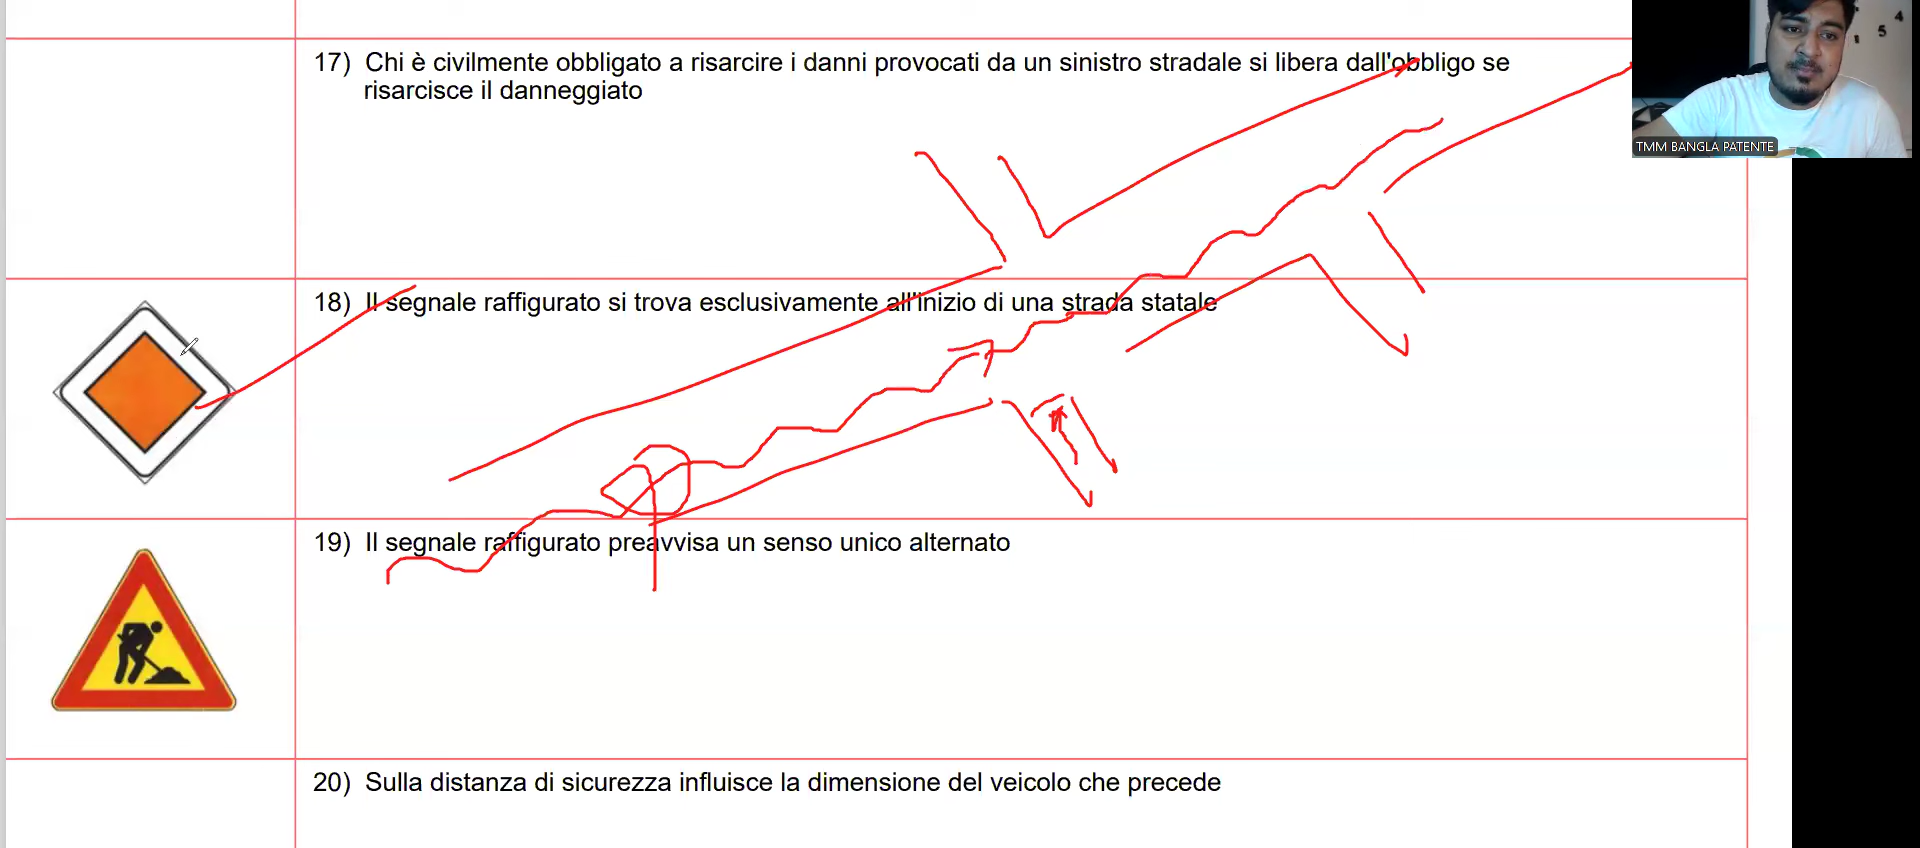 17) Chi è civilmente obbligato a risarcire i danni provocati da un sinistro stradale si libera dall'obbligo se
risarcisce il danneggiato
4
5
TMM BANGLA PATENTE
18) Il segnale raffigurato si trova esclusivamente all'inizio di una strada statale
19) Il segnale raffigurato preavvisa un senso unico alternato
20) Sulla distanza di sicurezza influisce la dimensione del veicolo che precede